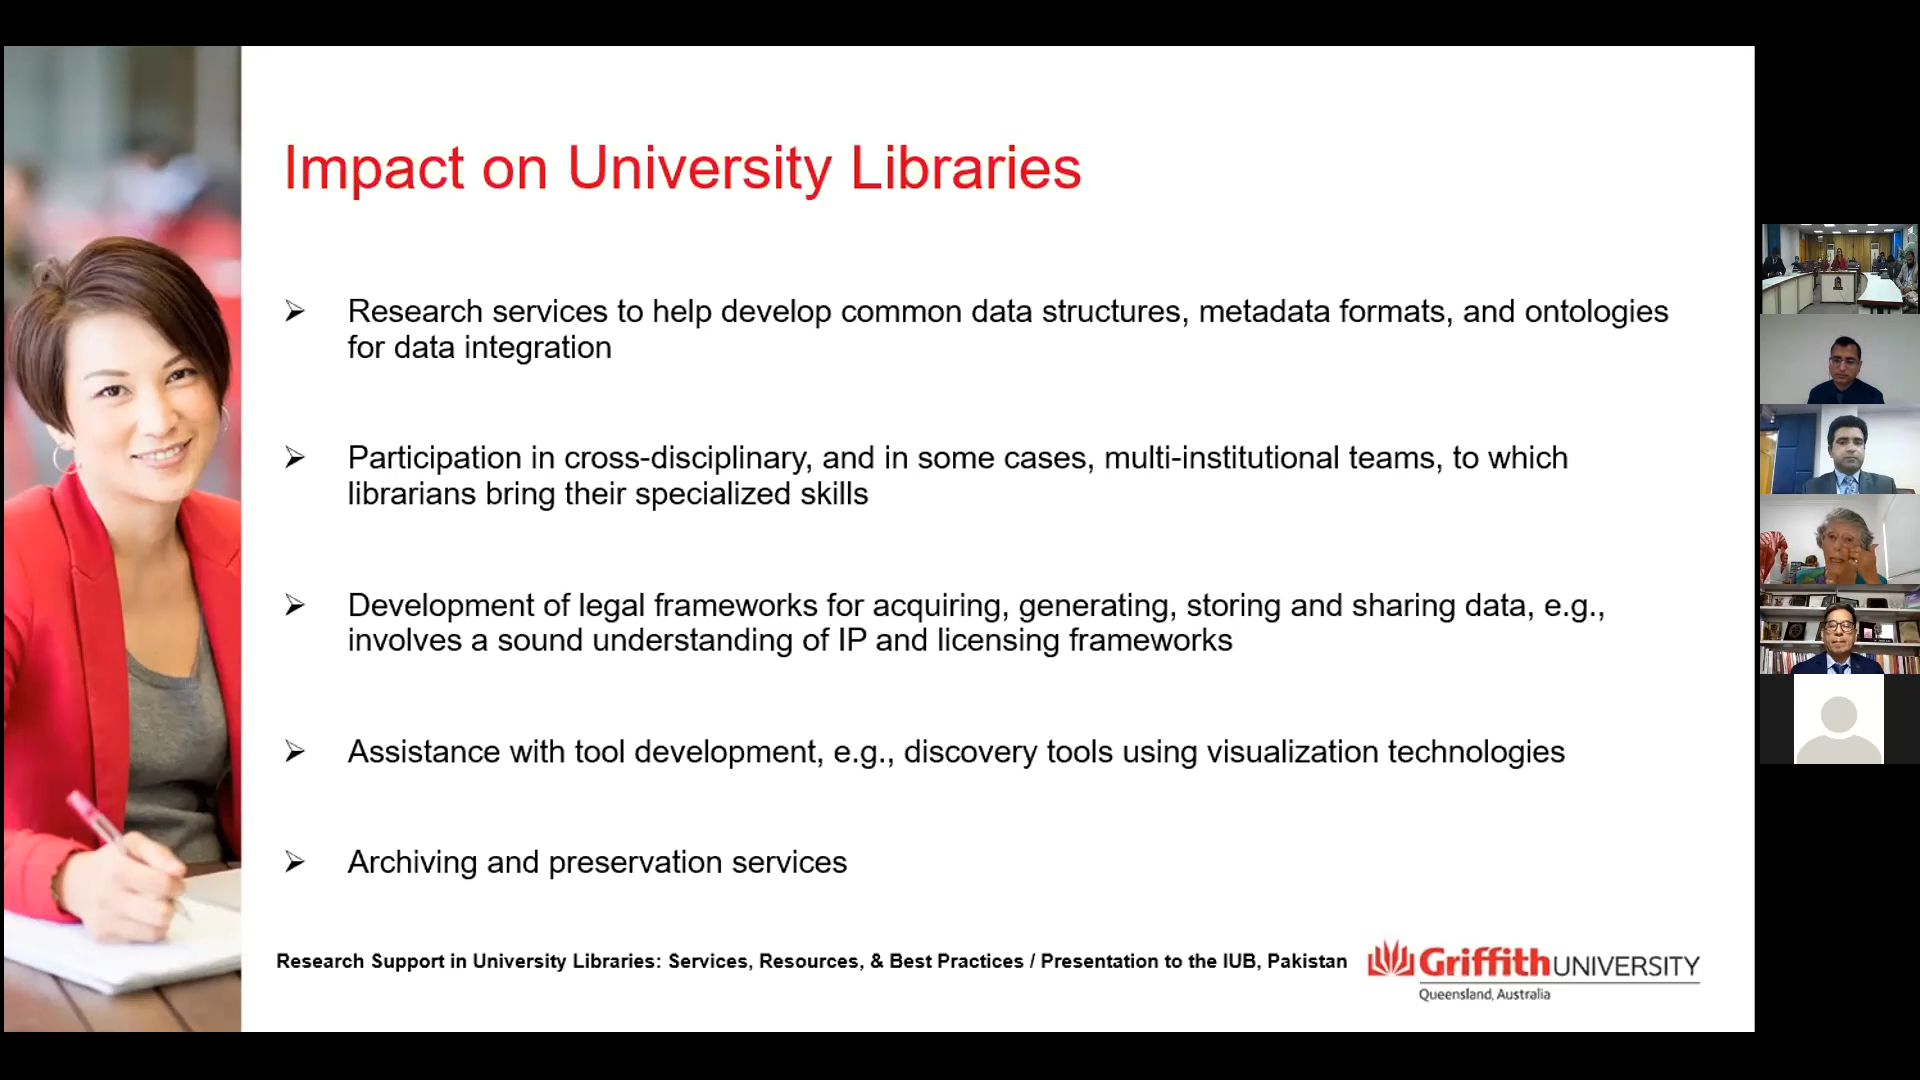 Impact on University Libraries
➢ Research services to help develop common data structures, metadata formats, and ontologies
for data integration
➢ Participation in cross-disciplinary, and in some cases, multi-institutional teams, to which
librarians bring their specialized skills
➢ Development of legal frameworks for acquiring, generating, storing and sharing data, e.g.,
involves a sound understanding of IP and licensing frameworks
➢ Assistance with tool development, e.g., discovery tools using visualization technologies
➢ Archiving and preservation services
Research Support in University Libraries: Services, Resources, & Best Practices / Presentation to the IUB, Pakistan
Griffith UNIVERSITY
Queensland, Australia